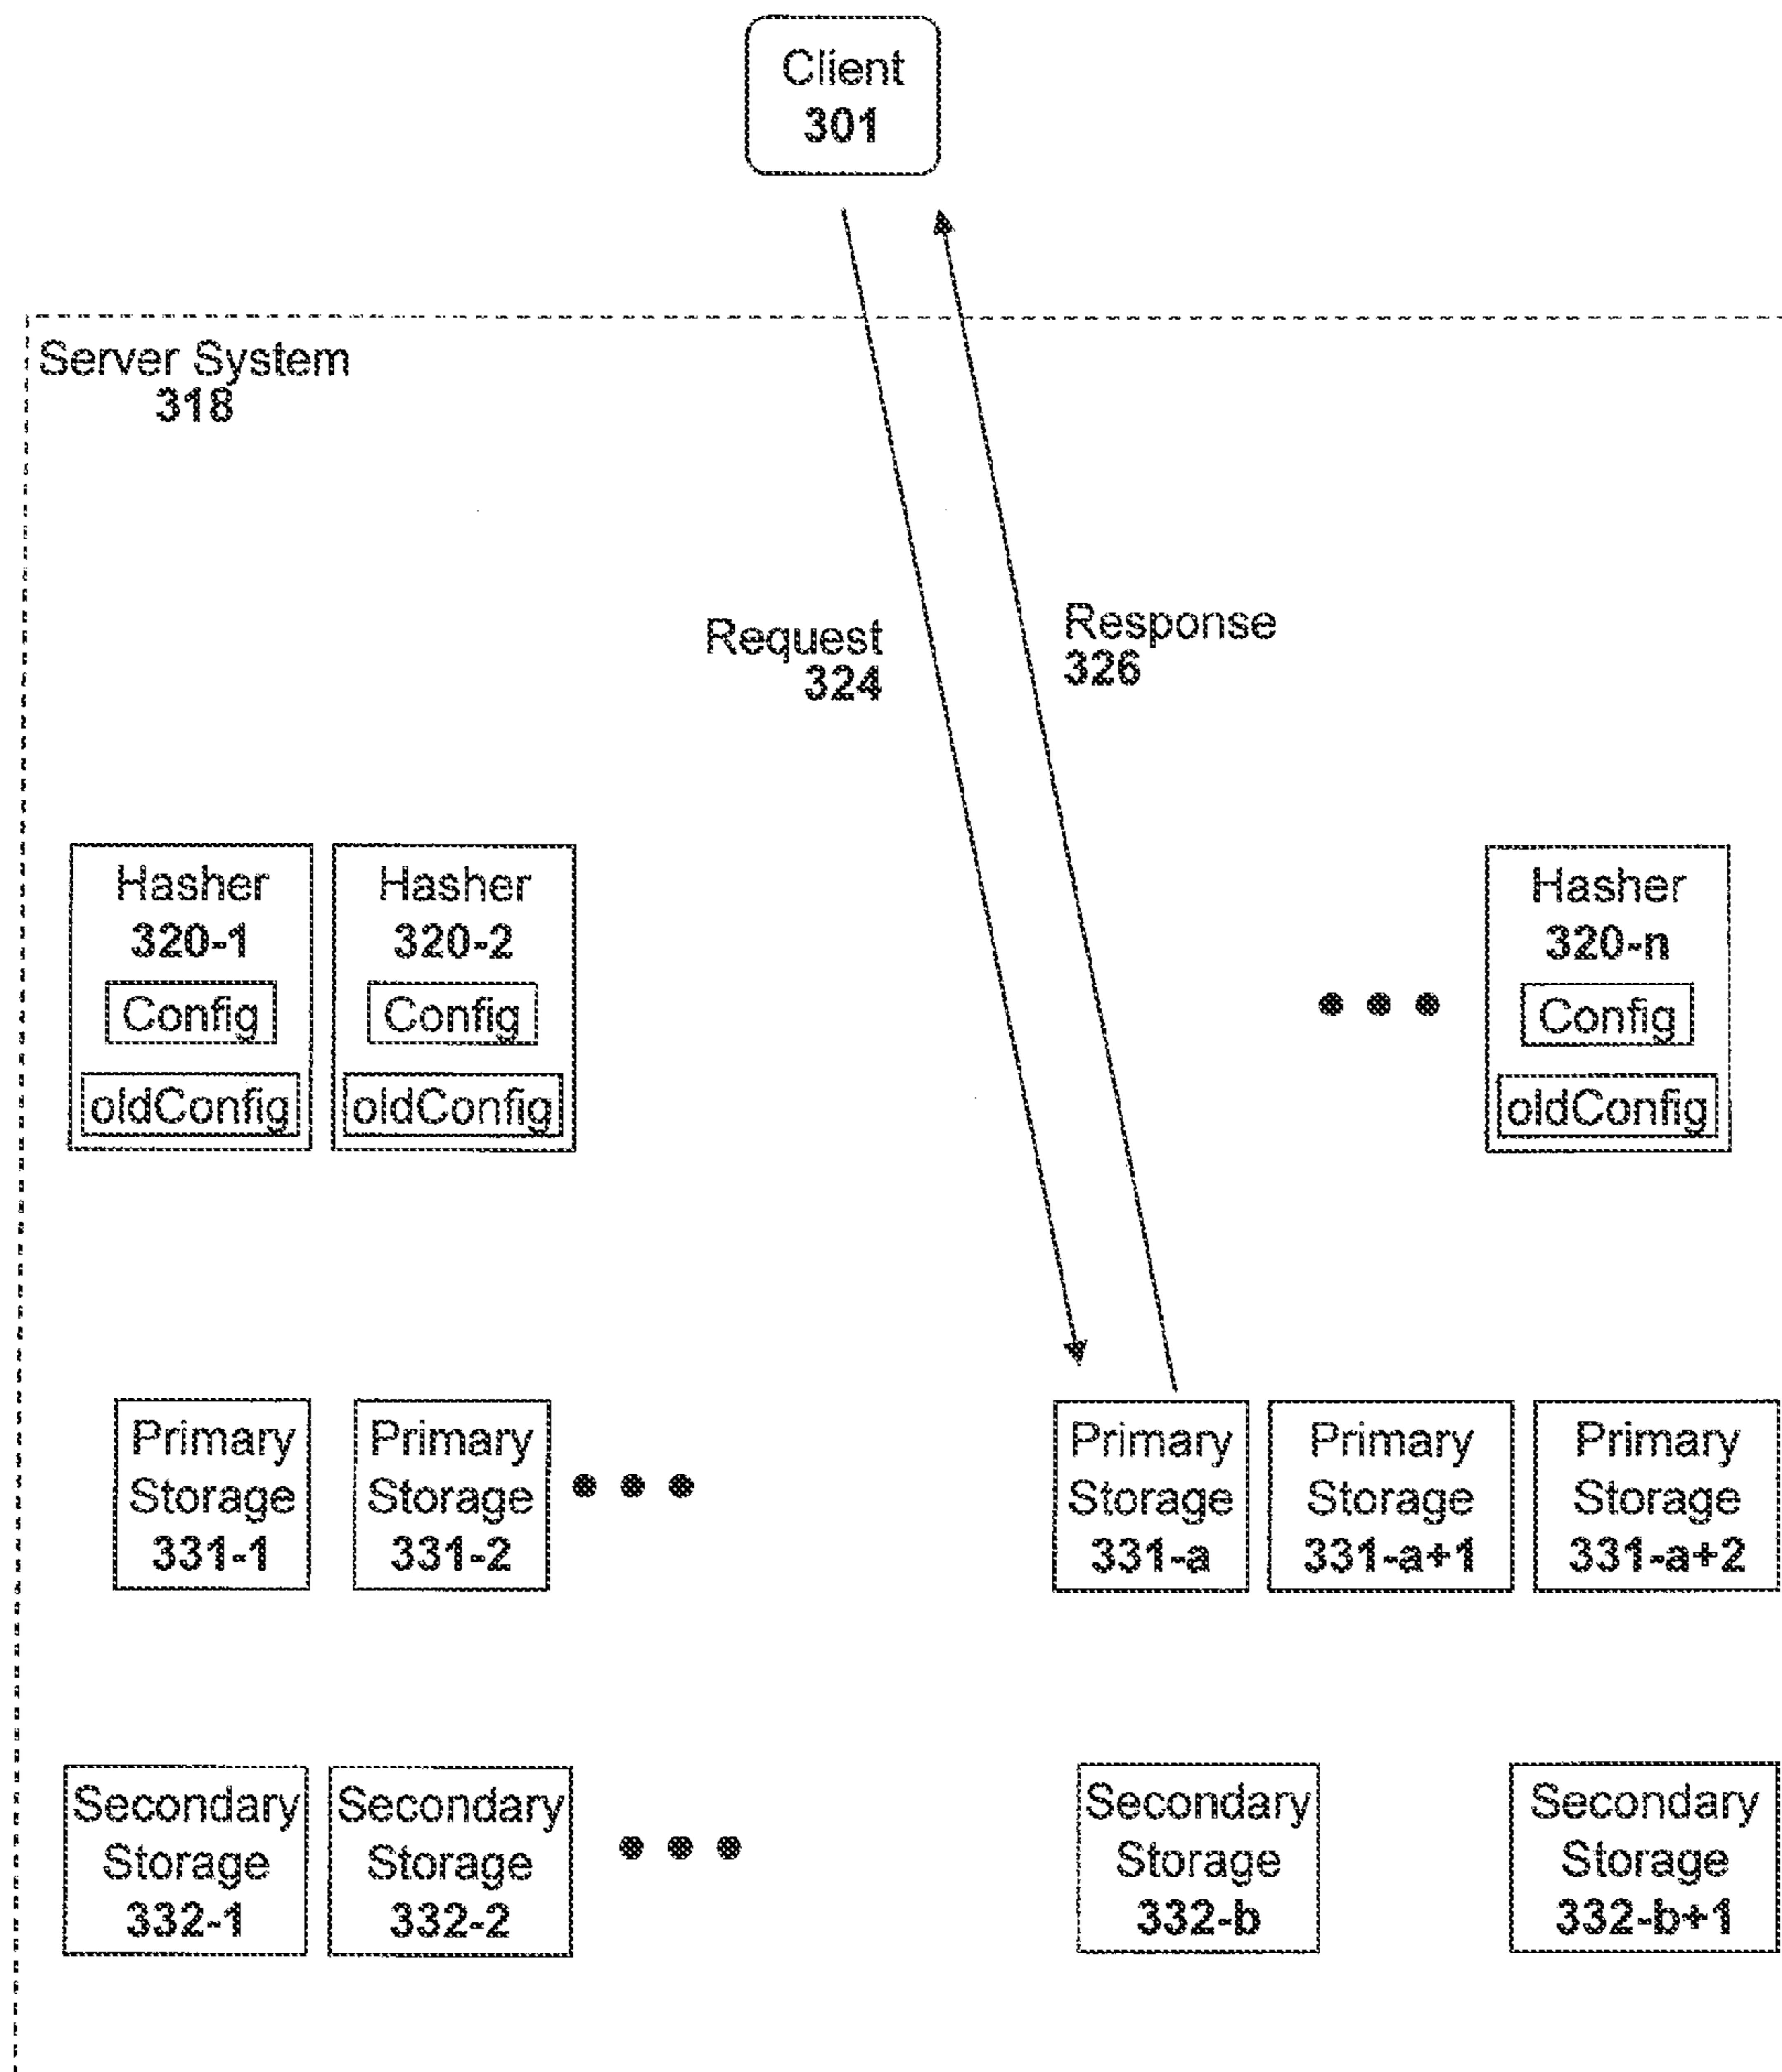 Client
301
Server System
318
Request
324
Response
326
Hasher
320-1
Config
oldConfig
Hasher
320-2
Config
oldConfig
Hasher
320-n
Config
oldConfig
Primary
Storage
331-1
Primary
Storage
331-2
Primary
Storage
331-a
Primary
Storage
331-a+1
Primary
Storage
331-a+2
Secondary
Storage
332-1
Secondary
Storage
332-2
Secondary
Storage
332-b
Secondary
Storage
332-b+1